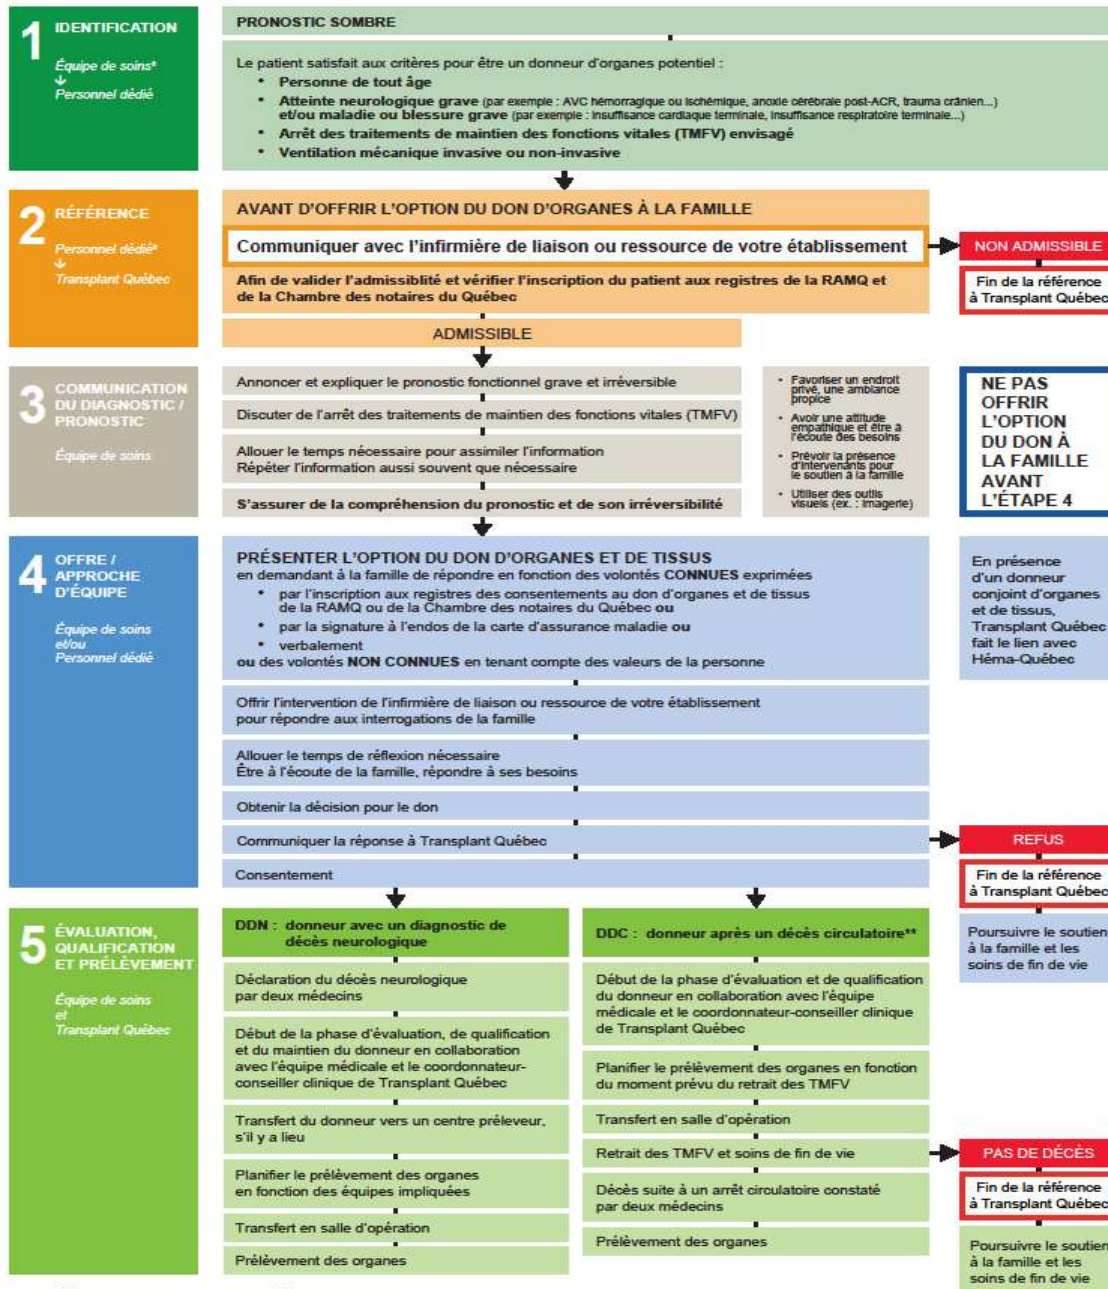 1 IDENTIFICATION
Équipe de soins*
↓
Personnel dédié
PRONOSTIC SOMBRE
Le patient satisfait aux critères pour être un donneur d'organes potentiel :
• Personne de tout âge
• Atteinte neurologique grave (par exemple : AVC hémorragique ou ischémique, anoxie cérébrale post-ACR, trauma crânien...)
et/ou maladie ou blessure grave (par exemple : insuffisance cardiaque terminale, insuffisance respiratoire terminale...)
• Arrêt des traitements de maintien des fonctions vitales (TMFV) envisagé
• Ventilation mécanique invasive ou non-invasive
2 RÉFÉRENCE
Personnel dédié*
↓
Transplant Québec
AVANT D'OFFRIR L'OPTION DU DON D'ORGANES À LA FAMILLE
Communiquer avec l'infirmière de liaison ou ressource de votre établissement
Afin de valider l'admissiblité et vérifier l'inscription du patient aux registres de la RAMQ et
de la Chambre des notaires du Québec
ADMISSIBLE
NON ADMISSIBLE
Fin de la référence
à Transplant Québec
3 COMMUNICATION
DU DIAGNOSTIC /
PRONOSTIC
Équipe de soins
Annoncer et expliquer le pronostic fonctionnel grave et irréversible
Discuter de l'arrêt des traitements de maintien des fonctions vitales (TMFV)
Allouer le temps nécessaire pour assimiler l'information
Répéter l'information aussi souvent que nécessaire
S'assurer de la compréhension du pronostic et de son irréversibilité
• Favoriser un endroit
privé, une ambiance
propice
• Avoir une attitude
empathique et être à
l'écoute des besoins
• Prévoir la présence
d'intervenants pour
le soutien à la famille
• Utiliser des outils
visuels (ex. : imagerie)
NE PAS
OFFRIR
L'OPTION
DU DON À
LA FAMILLE
AVANT
L'ÉTAPE 4
4 OFFRE /
APPROCHE
D'ÉQUIPE
Équipe de soins
et/ou
Personnel dédié
PRÉSENTER L'OPTION DU DON D'ORGANES ET DE TISSUS
en demandant à la famille de répondre en fonction des volontés CONNUES exprimées
• par l'inscription aux registres des consentements au don d'organes et de tissus
de la RAMQ ou de la Chambre des notaires du Québec ou
• par la signature à l'endos de la carte d'assurance maladie ou
• verbalement
ou des volontés NON CONNUES en tenant compte des valeurs de la personne
Offrir l'intervention de l'infirmière de liaison ou ressource de votre établissement
pour répondre aux interrogations de la famille
Allouer le temps de réflexion nécessaire
Être à l'écoute de la famille, répondre à ses besoins
Obtenir la décision pour le don
Communiquer la réponse à Transplant Québec
Consentement
En présence
d'un donneur
conjoint d'organes
et de tissus,
Transplant Québec
fait le lien avec
Héma-Québec
REFUS
Fin de la référence
à Transplant Québec
Poursuivre le soutien
à la famille et les
soins de fin de vie
5 ÉVALUATION,
QUALIFICATION
ET PRÉLÈVEMENT
Équipe de soins
et
Transplant Québec
DDN : donneur avec un diagnostic de
décès neurologique
Déclaration du décès neurologique
par deux médecins
Début de la phase d'évaluation, de qualification
et du maintien du donneur en collaboration
avec l'équipe médicale et le coordonnateur-
conseiller clinique de Transplant Québec
Transfert du donneur vers un centre préleveur,
s'il y a lieu
Planifier le prélèvement des organes
en fonction des équipes impliquées
Transfert en salle d'opération
Prélèvement des organes
DDC : donneur après un décès circulatoire**
Début de la phase d'évaluation et de qualification
du donneur en collaboration avec l'équipe
médicale et le coordonnateur-conseiller clinique
de Transplant Québec
Planifier le prélèvement des organes en fonction
du moment prévu du retrait des TMFV
Transfert en salle d'opération
Retrait des TMFV et soins de fin de vie
Décès suite à un arrêt circulatoire constaté
par deux médecins
Prélèvement des organes
PAS DE DÉCÈS
Fin de la référence
à Transplant Québec
Poursuivre le soutien
à la famille et les
soins de fin de vie